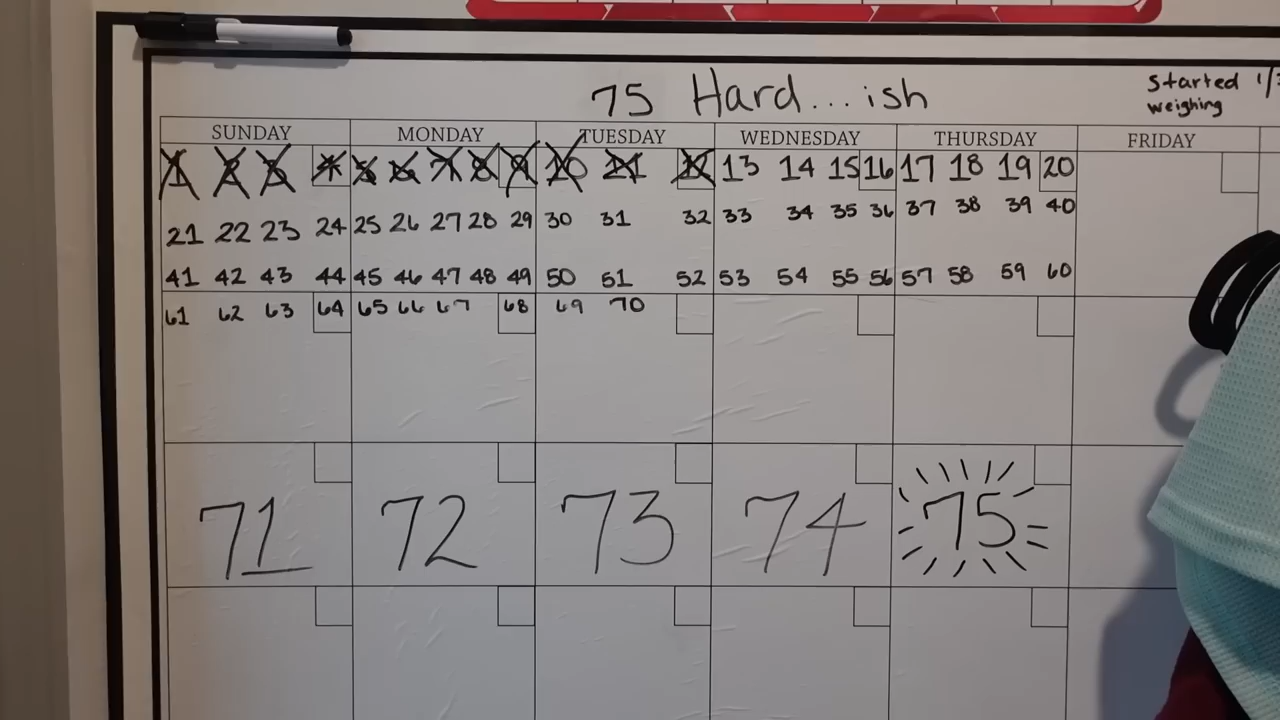 75 Hard...ish
Started 1/
weighing
SUNDAY MONDAY TUESDAY WEDNESDAY THURSDAY FRIDAY
1 2 3 4 5 6 7 8 9 10 11 12 13 14 15 16 17 18 19 20
21 22 23 24 25 26 27 28 29 30 31 32 33 34 35 36 37 38 39 40
41 42 43 44 45 46 47 48 49 50 51 52 53 54 55 56 57 58 59 60
61 62 63 64 65 66 67 68 69 70
71 72 73 74 75